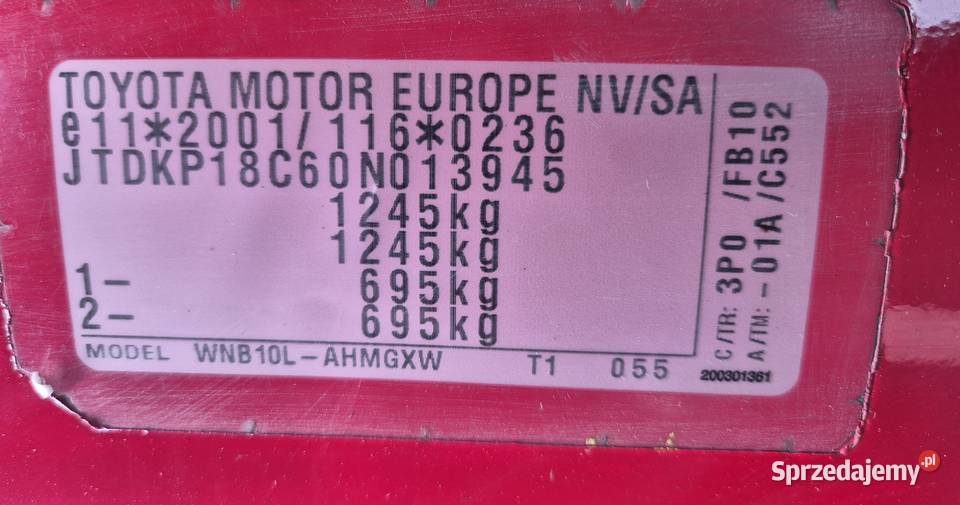 TOYOTA MOTOR EUROPE NV/SA
e11*2001/116*0236
JTDKP18C60N013945
1245kg
1245kg
1- 695kg
2- 695kg
MODEL WNB10L-AHMGXW T1 055
C/TR: 3P0 /FB10
A/TM: -01A /C552
200301361
Sprzedajemy.pl